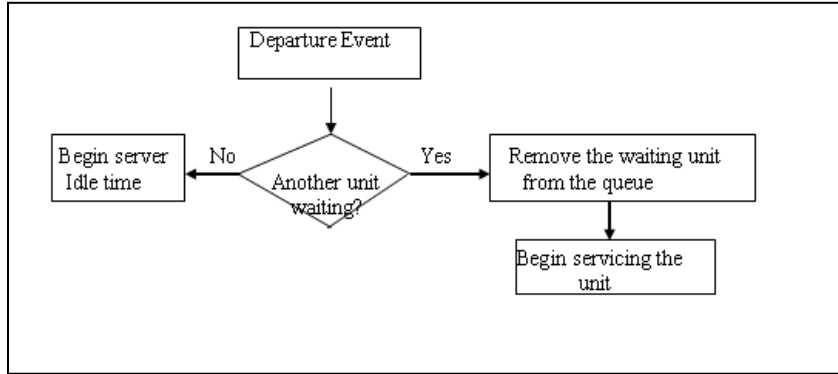 Departure Event
Begin server
Idle time
No
Another unit
waiting?
Yes
Remove the waiting unit
from the queue
Begin servicing the
unit